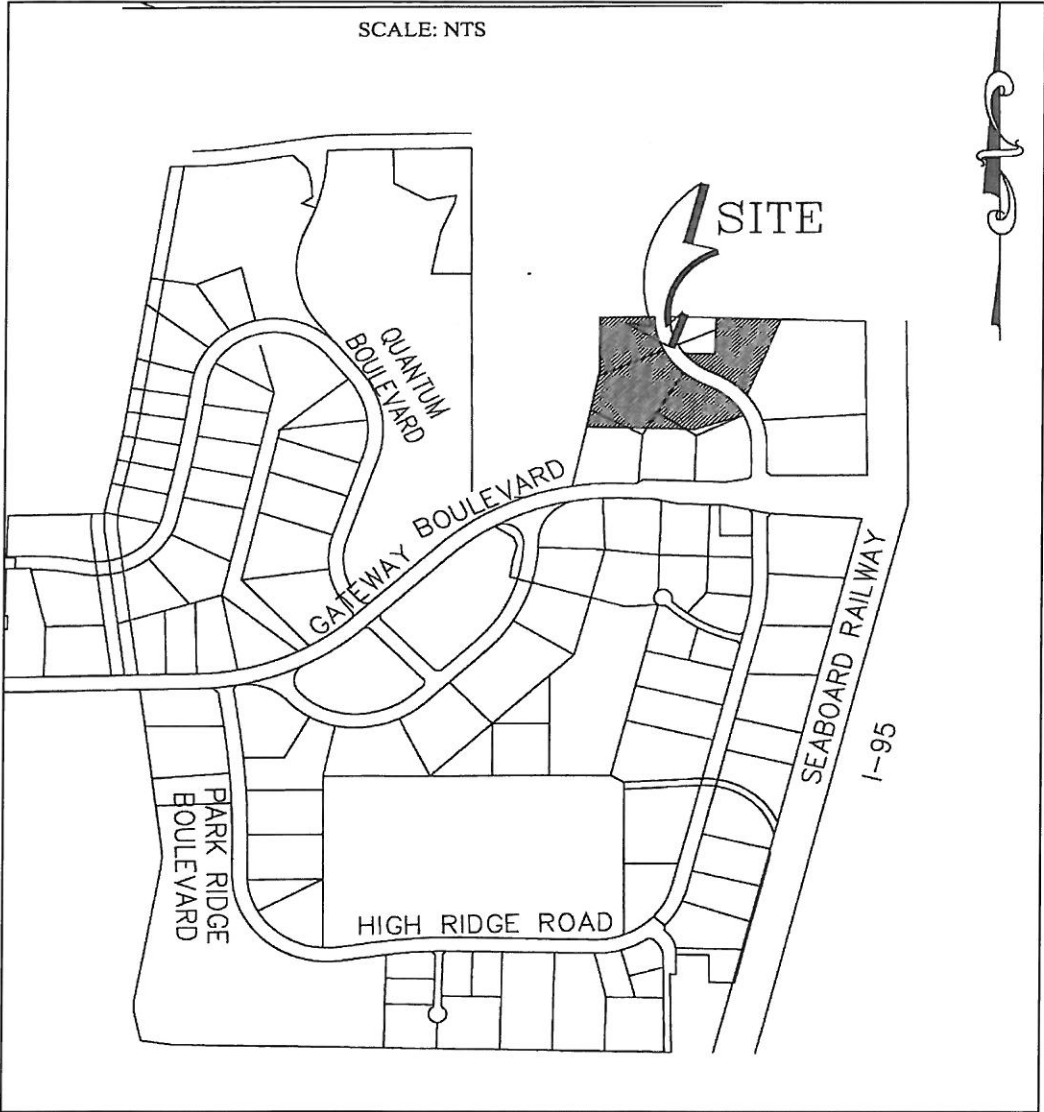 SCALE: NTS
SITE
QUANTUM
BOULEVARD
GATEWAY BOULEVARD
SEABOARD RAILWAY
I-95
PARK RIDGE
BOULEVARD
HIGH RIDGE ROAD